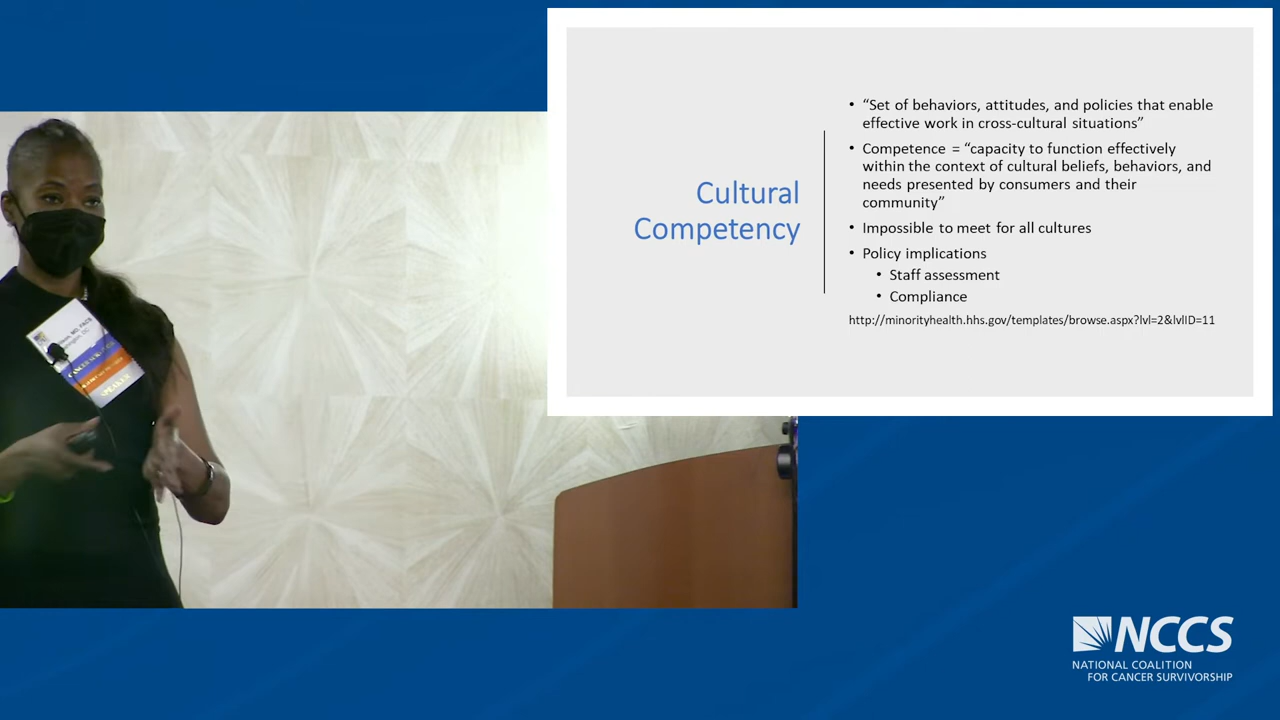 Cultural
Competency
• “Set of behaviors, attitudes, and policies that enable
effective work in cross-cultural situations”
• Competence = “capacity to function effectively
within the context of cultural beliefs, behaviors, and
needs presented by consumers and their
community”
• Impossible to meet for all cultures
• Policy implications
• Staff assessment
• Compliance
http://minorityhealth.hhs.gov/templates/browse.aspx?lvl=2&lvlID=11
MD, FACS
SPEAKER
NCCS
NATIONAL COALITION
FOR CANCER SURVIVORSHIP